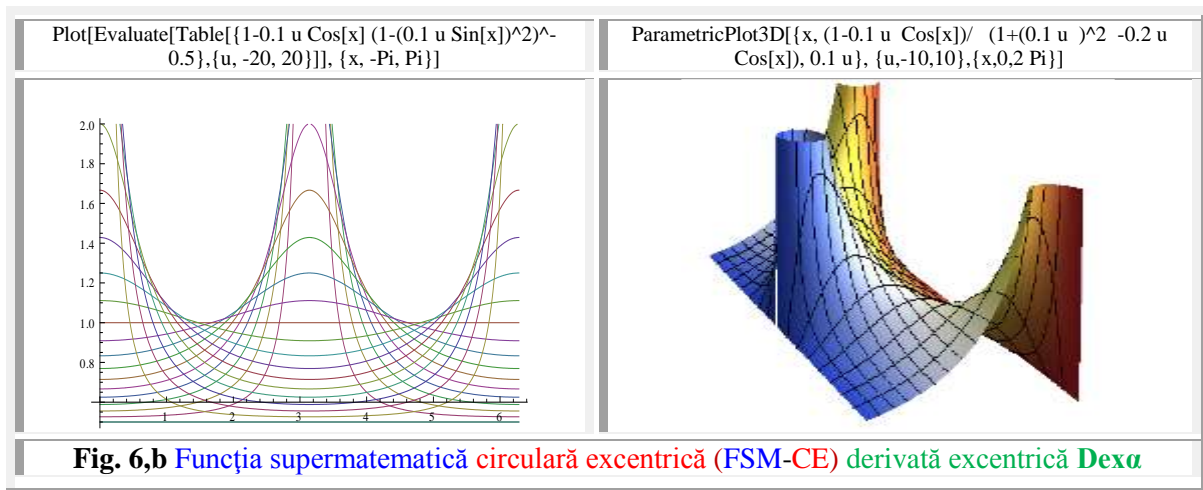 Plot[Evaluate[Table[{1-0.1 u Cos[x] (1-(0.1 u Sin[x])^2)^-
0.5},{u, -20, 20}]], {x, -Pi, Pi}]
ParametricPlot3D[{x, (1-0.1 u Cos[x])/ (1+(0.1 u )^2 -0.2 u
Cos[x]), 0.1 u}, {u,-10,10},{x,0,2 Pi}]
2.0
1.8
1.6
1.4
1.2
1.0
0.8
1 2 3 4 5 6
Fig. 6,b Funcţia supermatematică circulară excentrică (FSM-CE) derivată excentrică Dexα